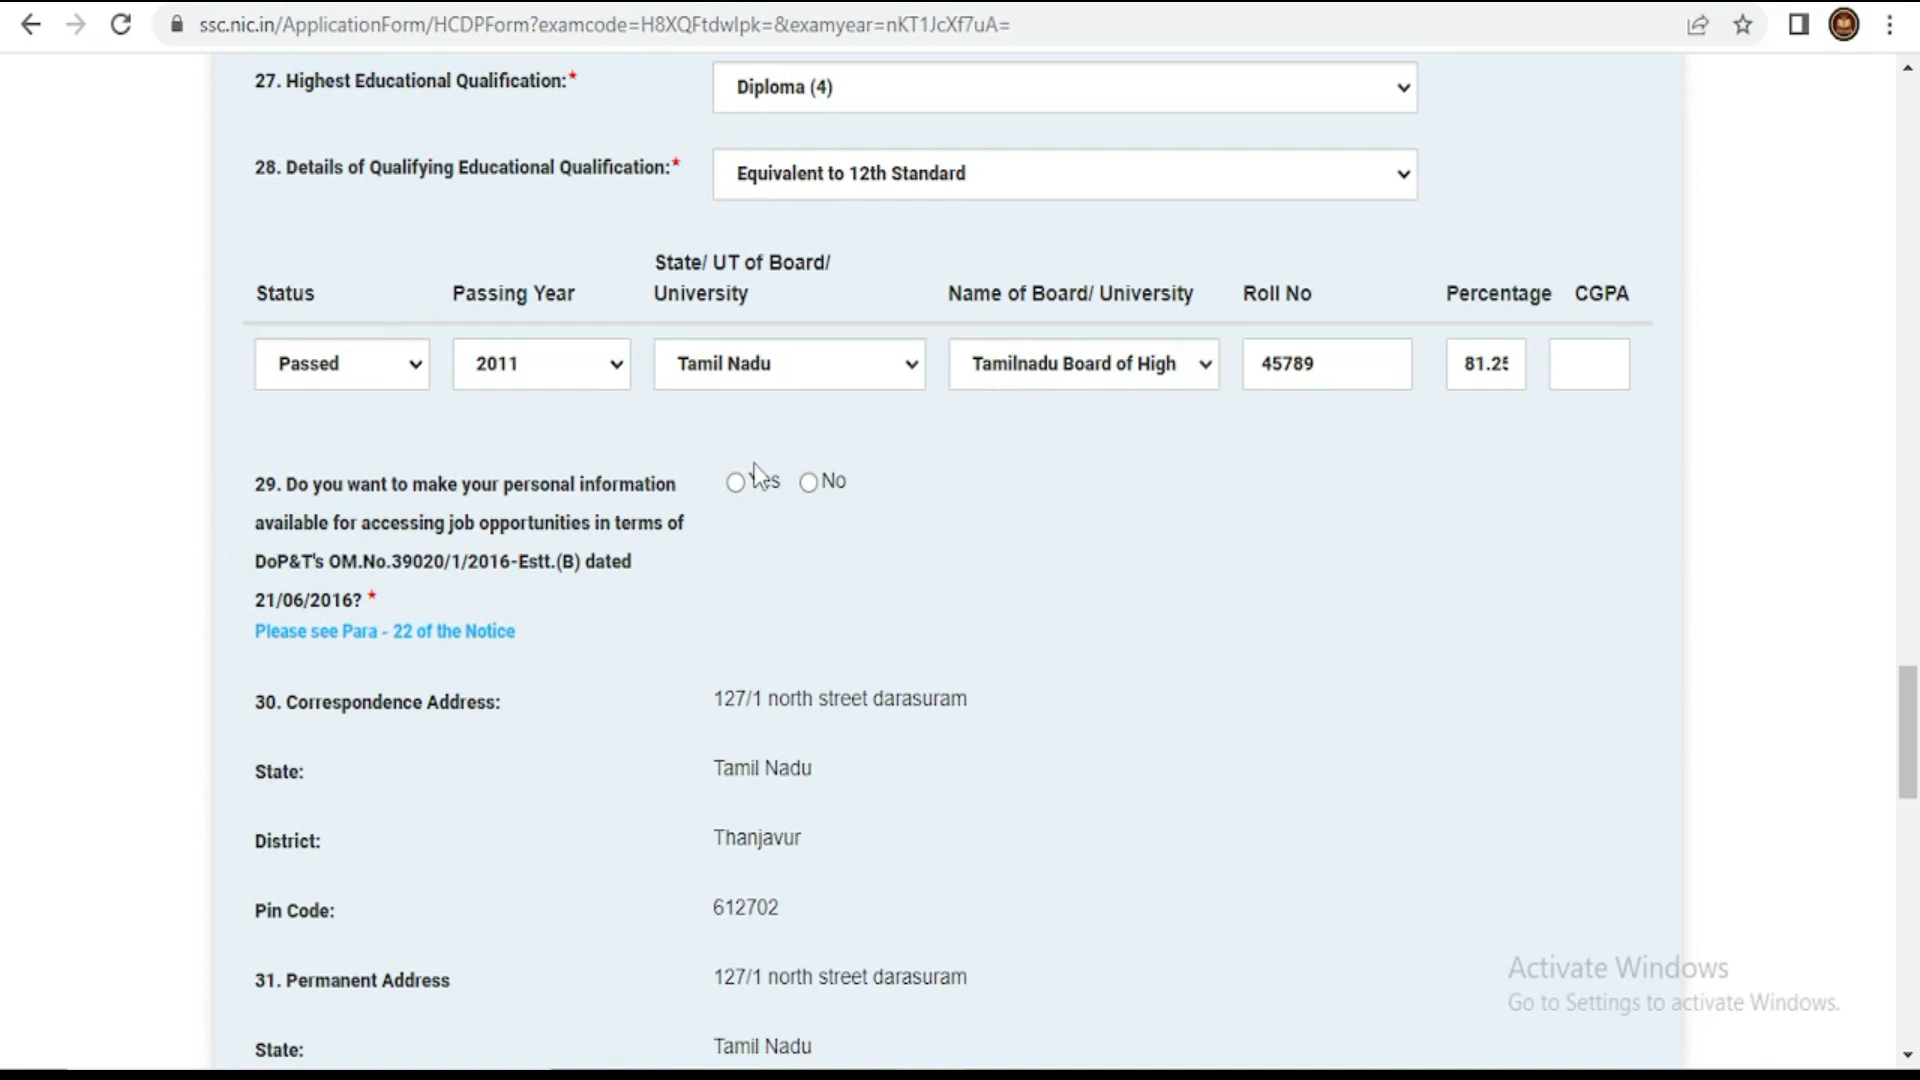 ssc.nic.in/ApplicationForm/HCDPForm?examcode=H8XQFtdwlpk=&examyear=nKT1JcXf7uA=
27. Highest Educational Qualification:* Diploma (4)
28. Details of Qualifying Educational Qualification:* Equivalent to 12th Standard
State/ UT of Board/
Status Passing Year University Name of Board/ University Roll No Percentage CGPA
Passed 2011 Tamil Nadu Tamilnadu Board of High 45789 81.25
29. Do you want to make your personal information Yes No
available for accessing job opportunities in terms of
DoP&T's OM.No.39020/1/2016-Estt.(B) dated
21/06/2016? *
Please see Para - 22 of the Notice
30. Correspondence Address: 127/1 north street darasuram
State: Tamil Nadu
District: Thanjavur
Pin Code: 612702
31. Permanent Address 127/1 north street darasuram
State: Tamil Nadu
Activate Windows
Go to Settings to activate Windows.